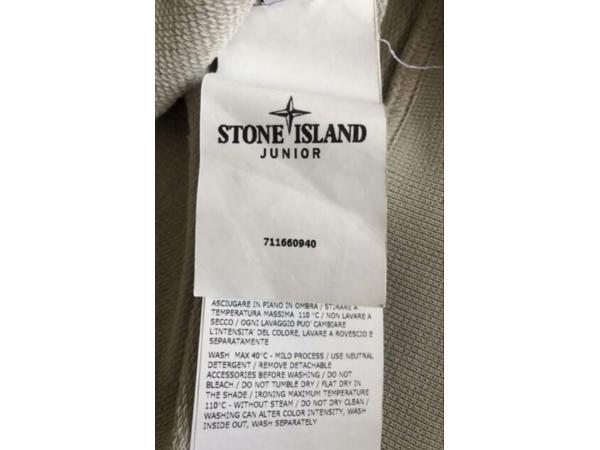 STONE ISLAND
JUNIOR
711660940
ASCIUGARE IN PIANO IN OMBRA / STIRARE A
TEMPERATURA MASSIMA 110 °C / NON LAVARE A
SECCO / OGNI LAVAGGIO PUO' CAMBIARE
L'INTENSITA' DEL COLORE, LAVARE A ROVESCIO E
SEPARATAMENTE
WASH MAX 40°C - MILD PROCESS / USE NEUTRAL
DETERGENT / REMOVE DETACHABLE
ACCESSORIES BEFORE WASHING / DO NOT
BLEACH / DO NOT TUMBLE DRY / FLAT DRY IN
THE SHADE / IRONING MAXIMUM TEMPERATURE
110°C - WITHOUT STEAM / DO NOT DRY CLEAN /
WASHING CAN ALTER COLOR INTENSITY, WASH
INSIDE OUT, WASH SEPARATELY